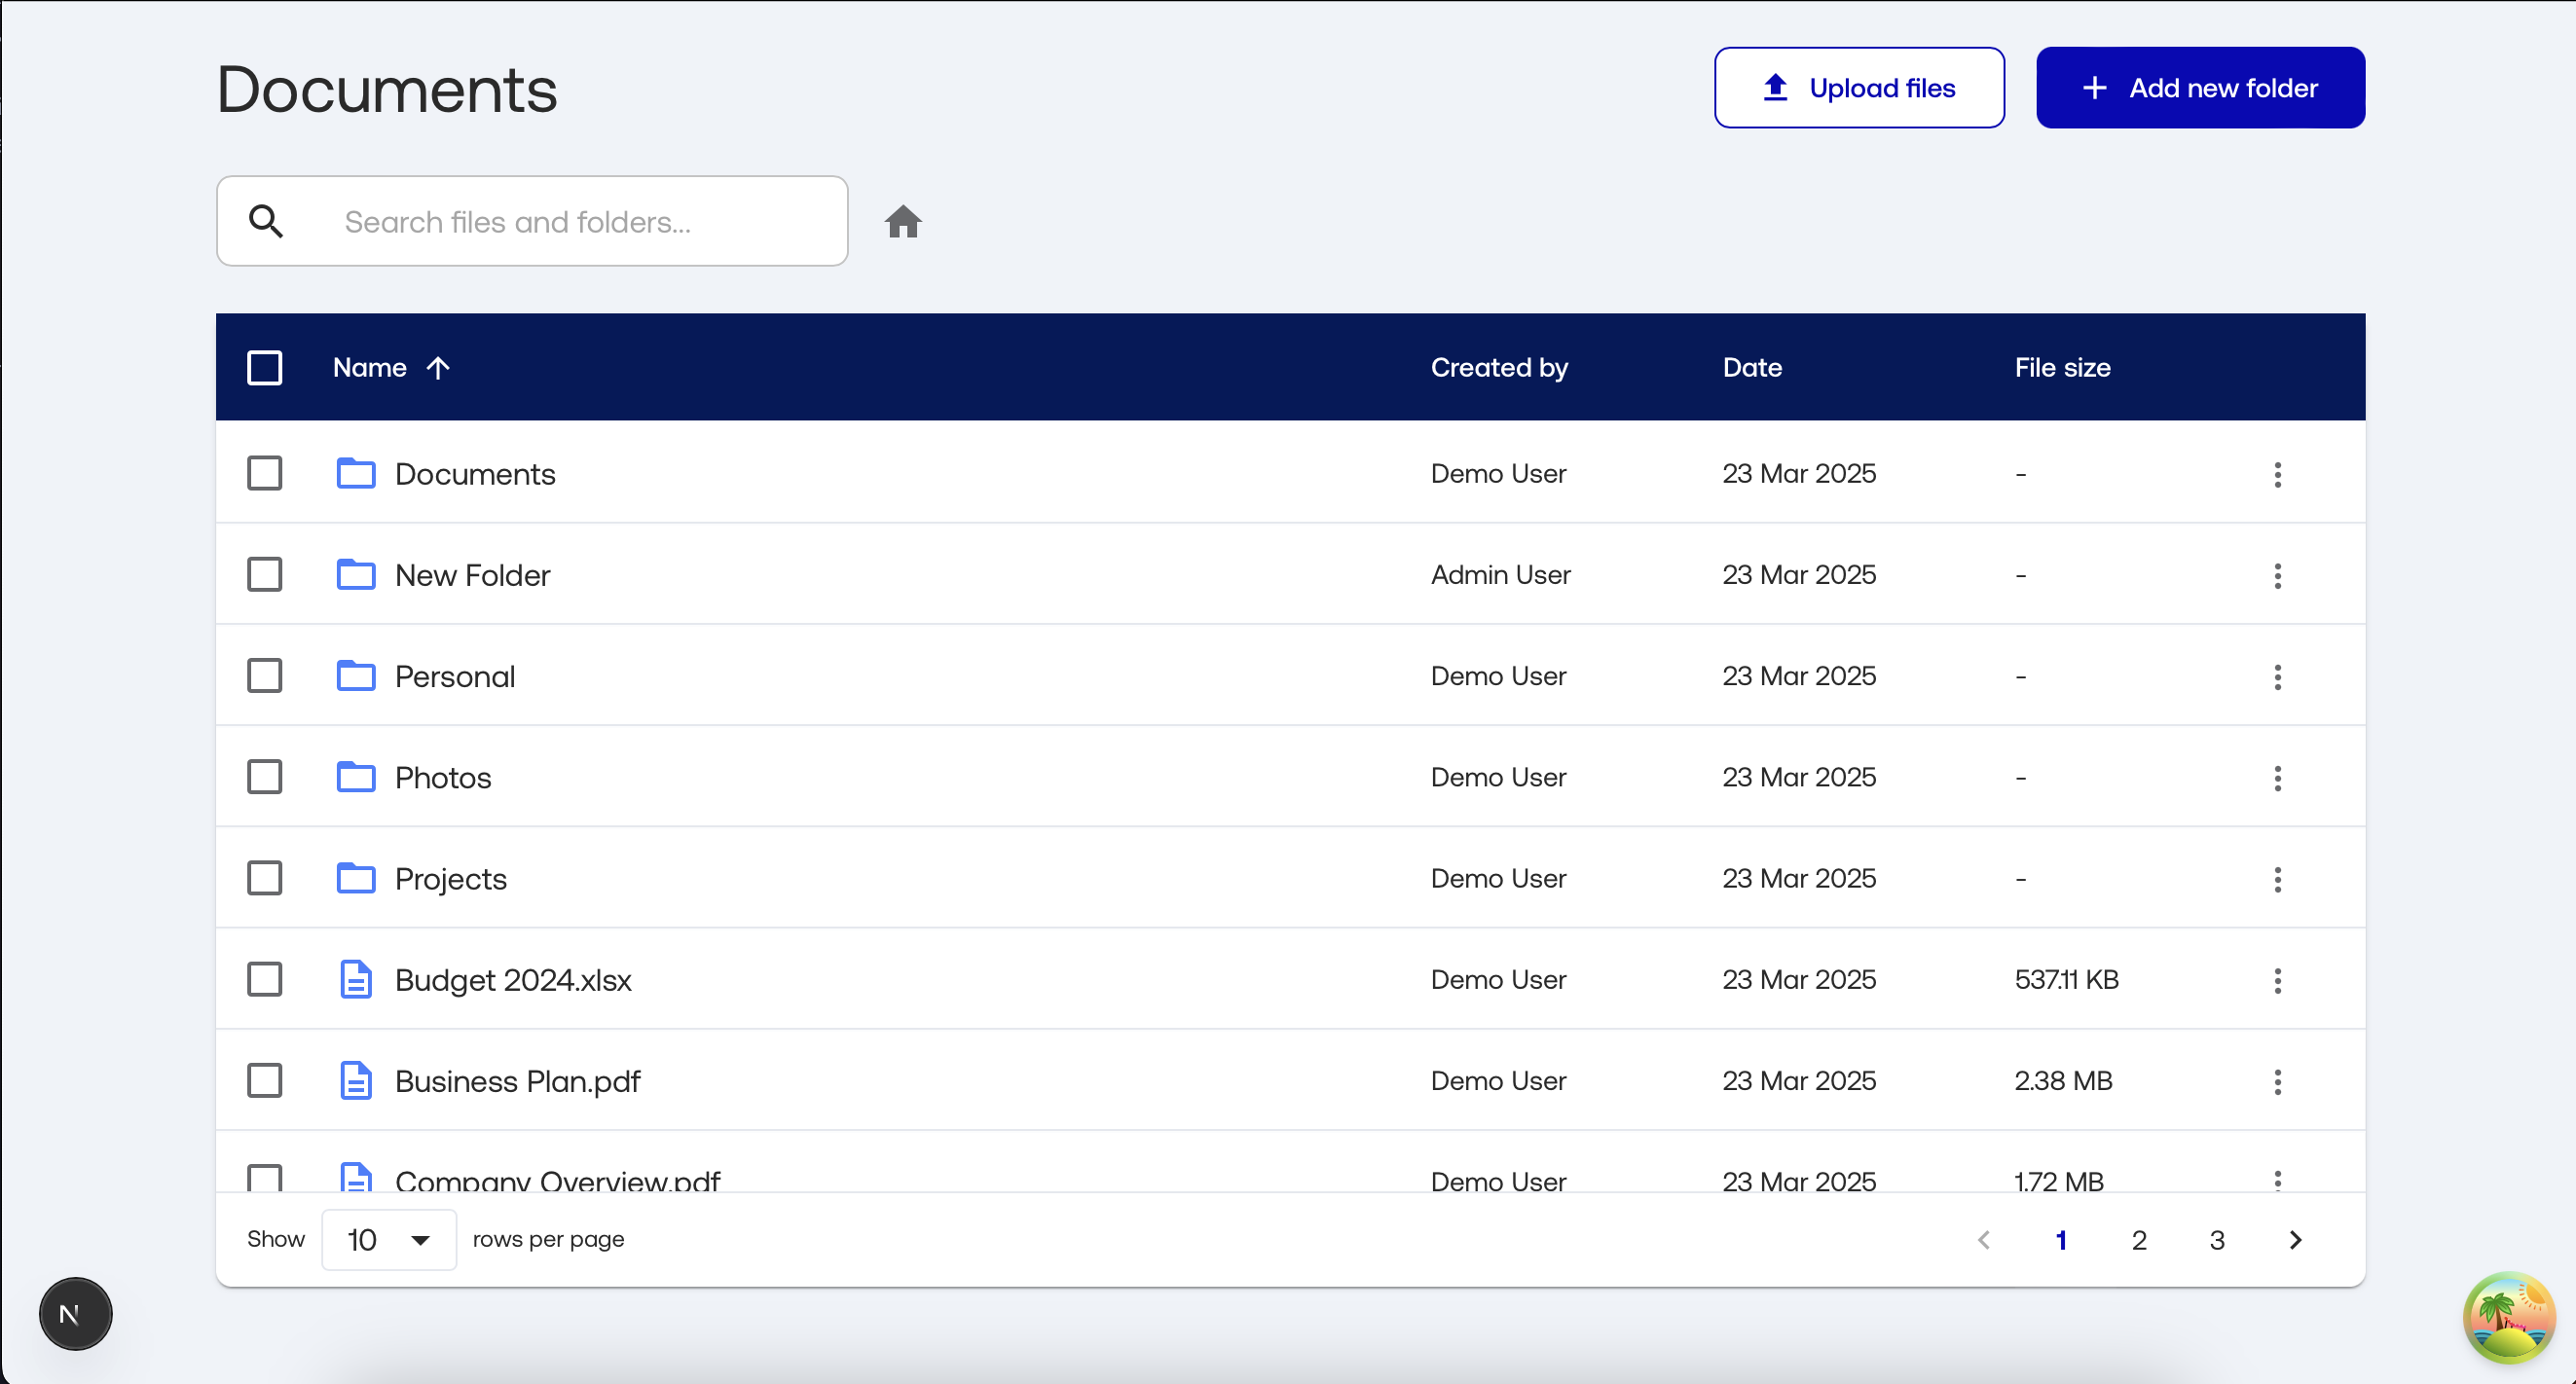 Documents
Upload files
Add new folder
Search files and folders...
Name Created by Date File size
Documents Demo User 23 Mar 2025 -
New Folder Admin User 23 Mar 2025 -
Personal Demo User 23 Mar 2025 -
Photos Demo User 23 Mar 2025 -
Projects Demo User 23 Mar 2025 -
Budget 2024.xlsx Demo User 23 Mar 2025 537.11 KB
Business Plan.pdf Demo User 23 Mar 2025 2.38 MB
Company Overview.pdf Demo User 23 Mar 2025 1.72 MB
Show 10 rows per page 1 2 3
N